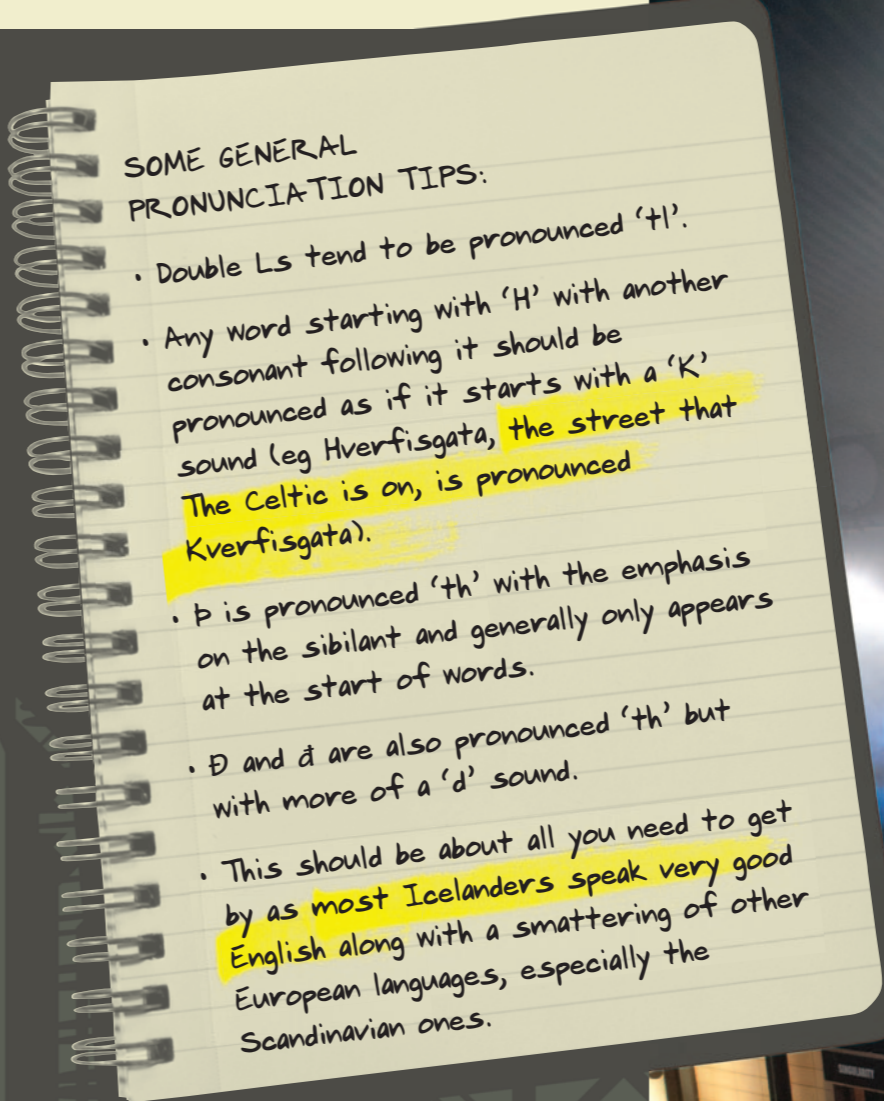 SOME GENERAL
PRONUNCIATION TIPS:
• Double Ls tend to be pronounced ‘tl’.
• Any word starting with ‘H’ with another
consonant following it should be
pronounced as if it starts with a ‘K’
sound (eg Hverfisgata, the street that
The Celtic is on, is pronounced
Kverfisgata).
• Þ is pronounced ‘th’ with the emphasis
on the sibilant and generally only appears
at the start of words.
• Đ and đ are also pronounced ‘th’ but
with more of a ‘d’ sound.
• This should be about all you need to get
by as most Icelanders speak very good
English along with a smattering of other
European languages, especially the
Scandinavian ones.
SINGULARITY